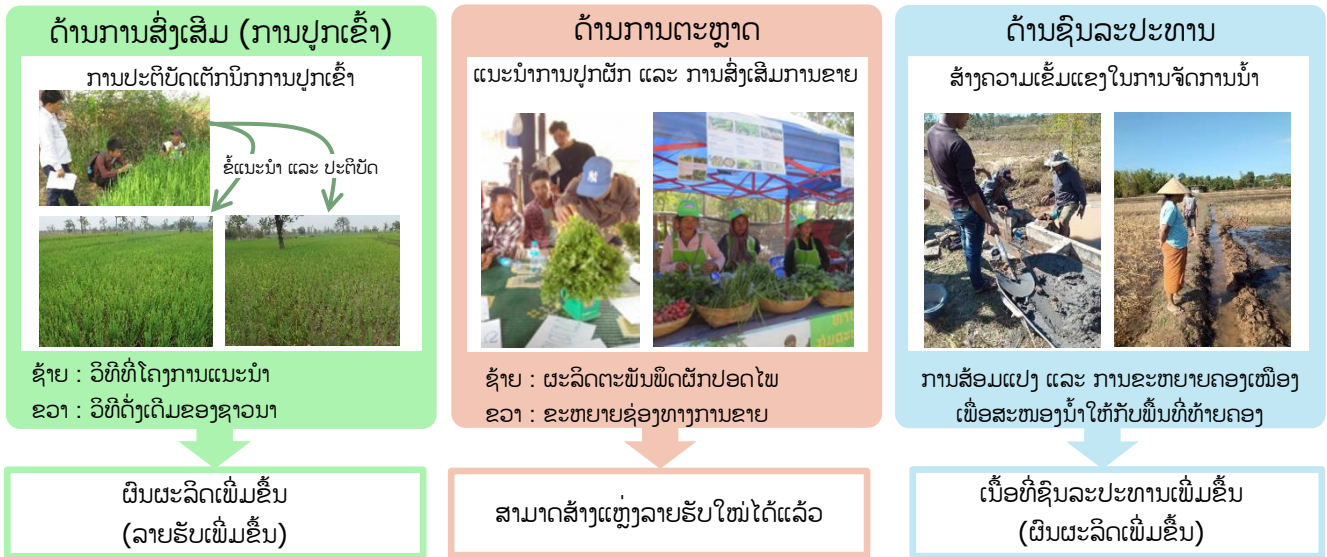 ດ້ານການສົ່ງເສີມ (ການປູກເຂົ້າ)
ການປະຕິບັດເຕັກນິກການປູກເຂົ້າ
ຂໍ້ແນະນຳ ແລະ ປະຕິບັດ
ຊ້າຍ : ວິທີທີ່ໂຄງການແນະນຳ
ຂວາ : ວິທີດັ່ງເດີມຂອງຊາວນາ
ຜົນຜະລິດເພີ່ມຂຶ້ນ
(ລາຍຮັບເພີ່ມຂຶ້ນ)
ດ້ານການຕະຫຼາດ
ແນະນຳການປູກຜັກ ແລະ ການສົ່ງເສີມການຂາຍ
ຊ້າຍ : ຜະລິດຕະພັນພືດຜັກປອດໄພ
ຂວາ : ຂະຫຍາຍຊ່ອງທາງການຂາຍ
ສາມາດສ້າງແຫຼ່ງລາຍຮັບໃໝ່ໄດ້ແລ້ວ
ດ້ານຊົນລະປະທານ
ສ້າງຄວາມເຂັ້ມແຂງໃນການຈັດການນ້ຳ
ການສ້ອມແປງ ແລະ ການຂະຫຍາຍຄອງເໝືອງ
ເພື່ອສະໜອງນ້ຳໃຫ້ກັບພື້ນທີ່ທ້າຍຄອງ
ເນື້ອທີ່ຊົນລະປະທານເພີ່ມຂຶ້ນ
(ຜົນຜະລິດເພີ່ມຂຶ້ນ)